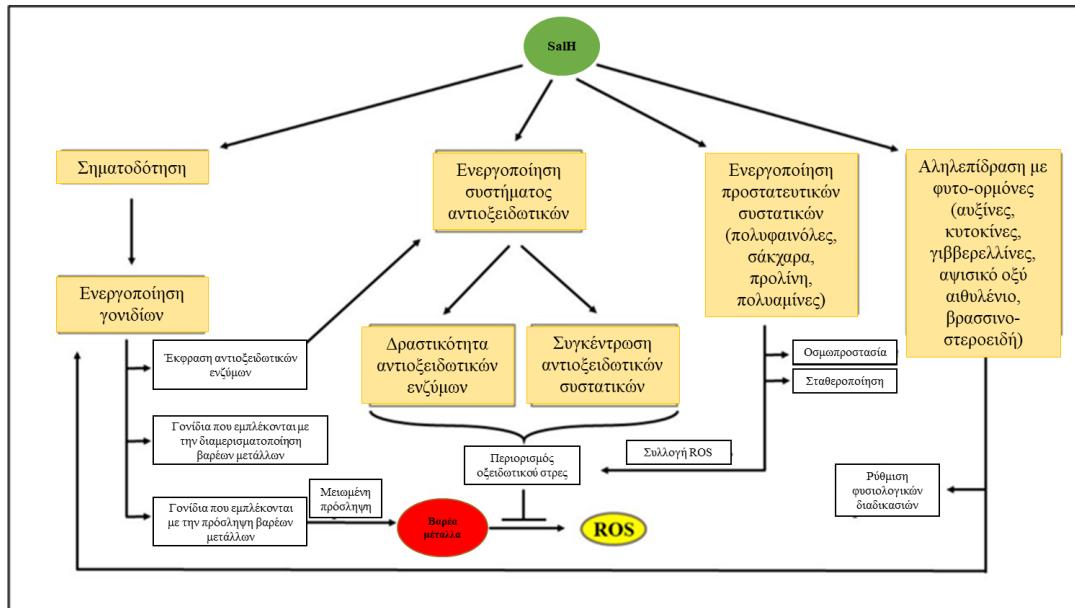 SalH
Σηματοδότηση
Ενεργοποίηση
συστήματος
αντιοξειδωτικών
Ενεργοποίηση
προστατευτικών
συστατικών
(πολυφαινόλες,
σάκχαρα,
προλίνη,
πολυαμίνες)
Αληλεπίδραση με
φυτο-ορμόνες
(αυξίνες,
κυτοκίνες,
γιββερελλίνες,
αψισικό οξύ
αιθυλένιο,
βρασσινο-
στεροειδή)
Ενεργοποίηση
γονιδίων
Έκφραση αντιοξειδωτικών
ενζύμων
Δραστικότητα
αντιοξειδωτικών
ενζύμων
Συγκέντρωση
αντιοξειδωτικών
συστατικών
Οσμωπροστασία
Σταθεροποίηση
Γονίδια που εμπλέκονται με
την διαμερισματοποίηση
βαρέων μετάλλων
Περιορισμός
οξειδωτικού στρες
Συλλογή ROS
Ρύθμιση
φυσιολογικών
διαδικασιών
Γονίδια που εμπλέκονται
με την πρόσληψη βαρέων
μετάλλων
Μειωμένη
πρόσληψη
Βαρέα
μέταλλα
ROS